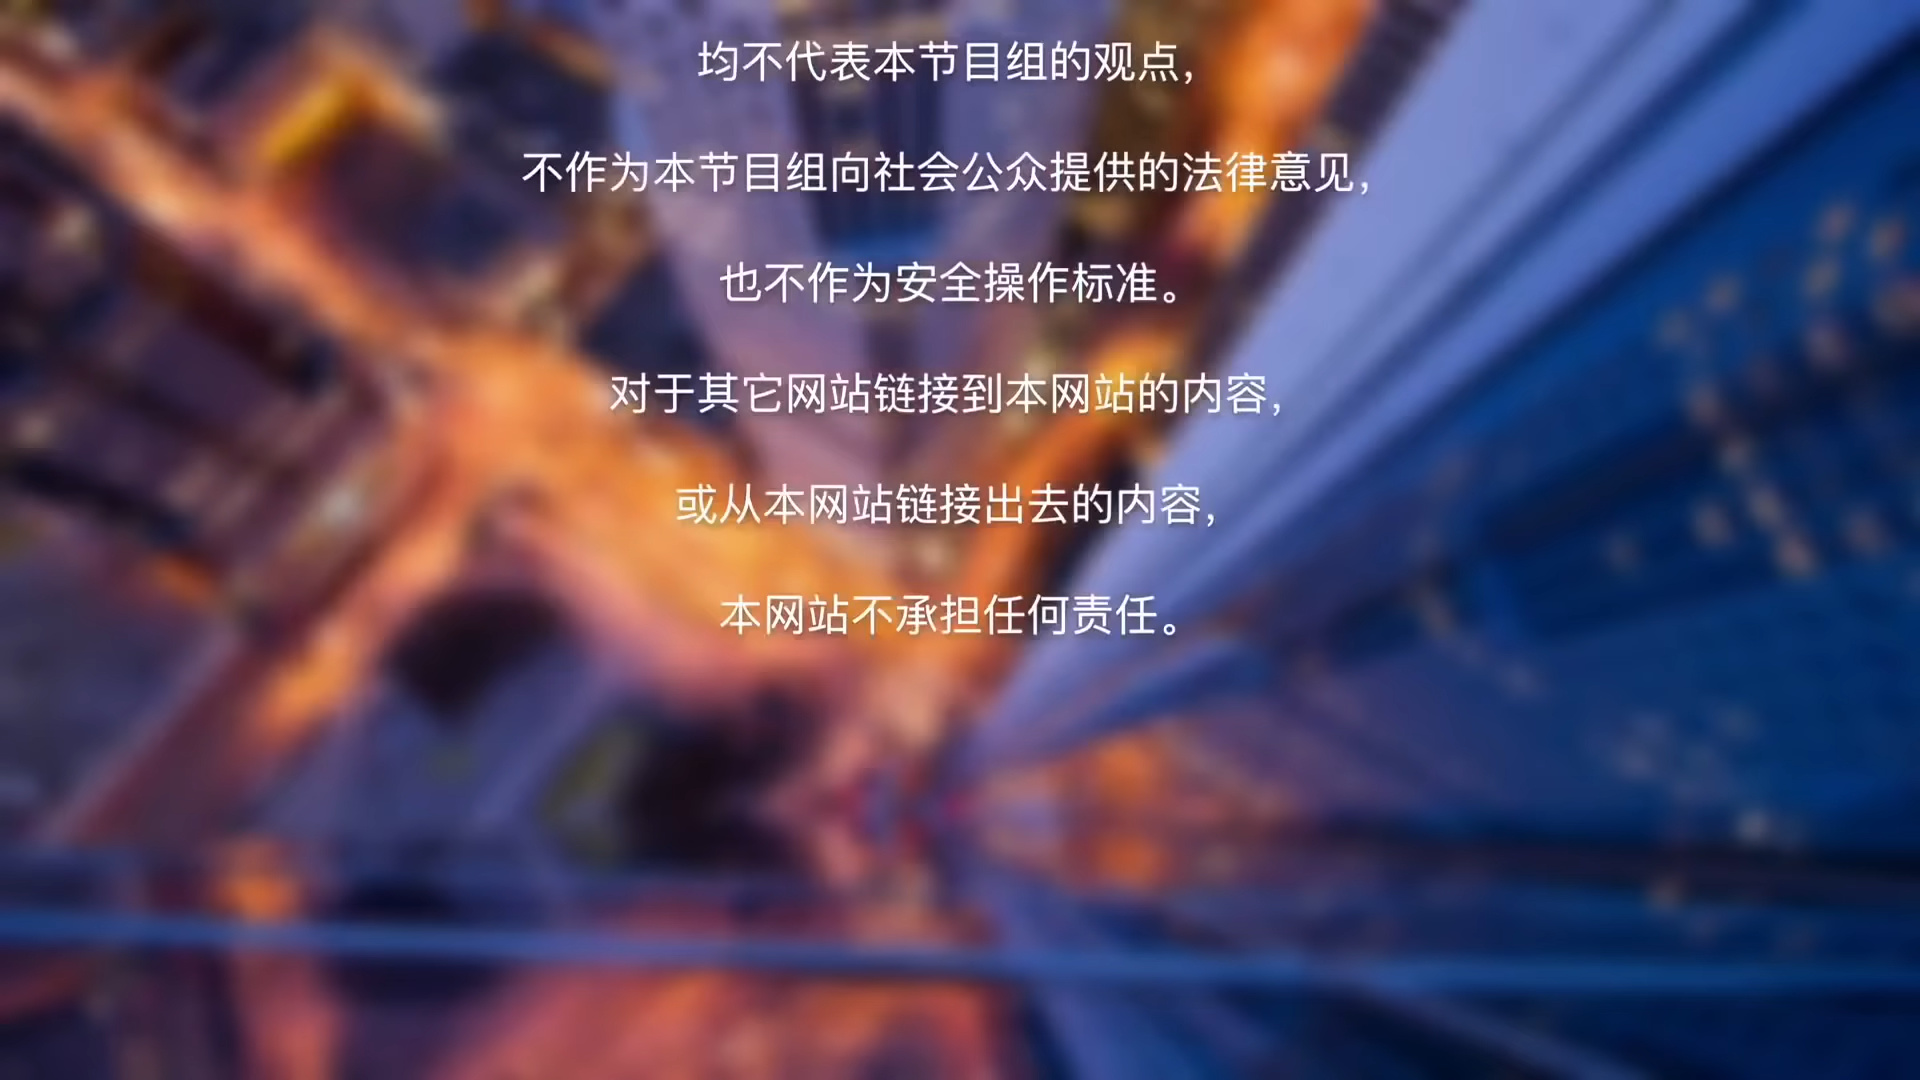 均不代表本节目组的观点，
不作为本节目组向社会公众提供的法律意见，
也不作为安全操作标准。
对于其它网站链接到本网站的内容，
或从本网站链接出去的内容，
本网站不承担任何责任。